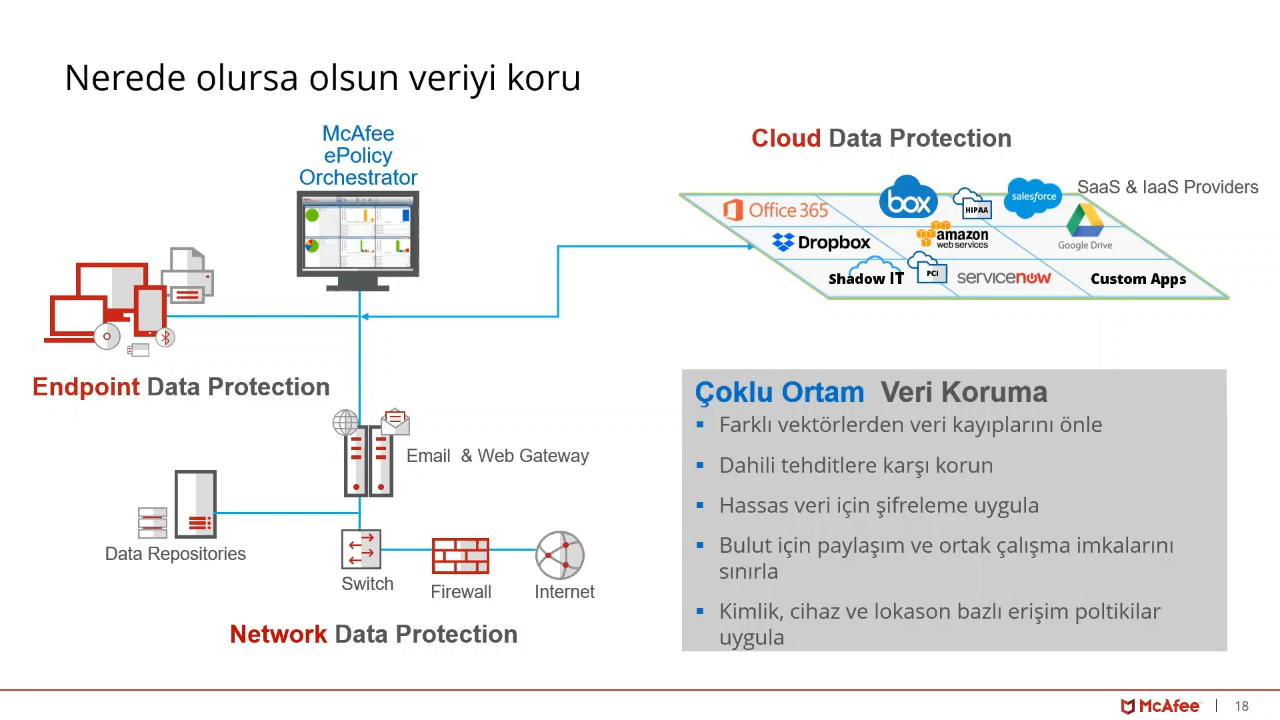 Nerede olursa olsun veriyi koru
McAfee
ePolicy
Orchestrator
Cloud Data Protection
SaaS & IaaS Providers
Office 365
box
HIPAA
salesforce
Dropbox
amazon
web services
Google Drive
Shadow IT
PCI
servicenow
Custom Apps
Endpoint Data Protection
Email & Web Gateway
Data Repositories
Switch
Firewall
Internet
Network Data Protection
Çoklu Ortam Veri Koruma
Farklı vektörlerden veri kayıplarını önle
Dahili tehditlere karşı korun
Hassas veri için şifreleme uygula
Bulut için paylaşım ve ortak çalışma imkalarını
sınırla
Kimlik, cihaz ve lokason bazlı erişim poltikilar
uygula
McAfee
18